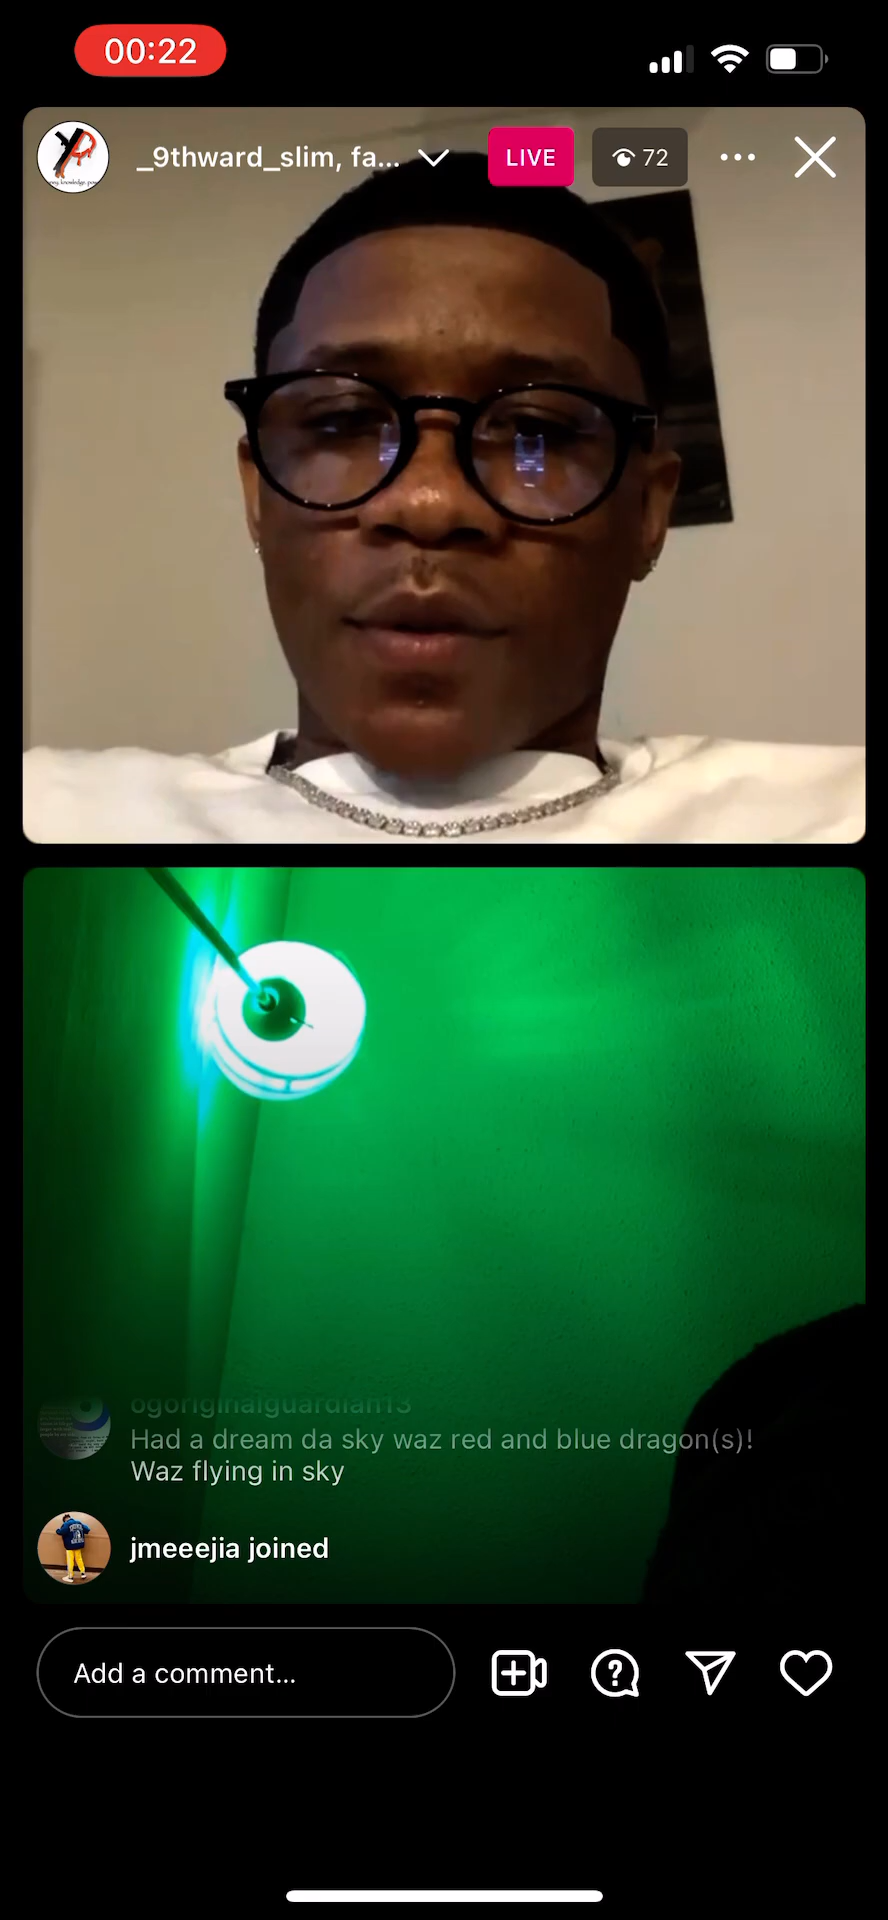 00:22
_9thward_slim, fa...
LIVE
72
ogoriginalguardian13
Had a dream da sky waz red and blue dragon(s)!
Waz flying in sky
jmeeejia joined
Add a comment...